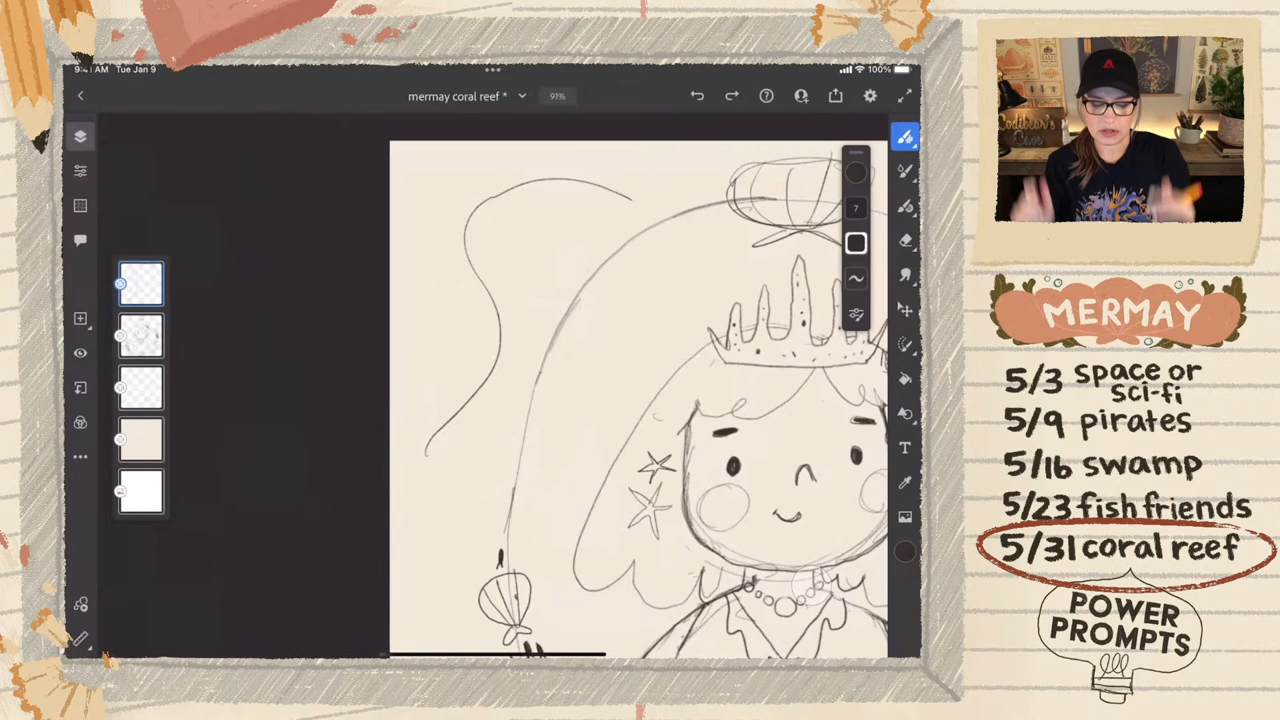 9:41 AM Tue Jan 9
100%
mermay coral reef *
91%
7
T
Codibear's
MERMAY
5/3 space or
sci-fi
5/9 pirates
5/16 swamp
5/23 fish friends
5/31 coral reef
POWER
PROMPTS